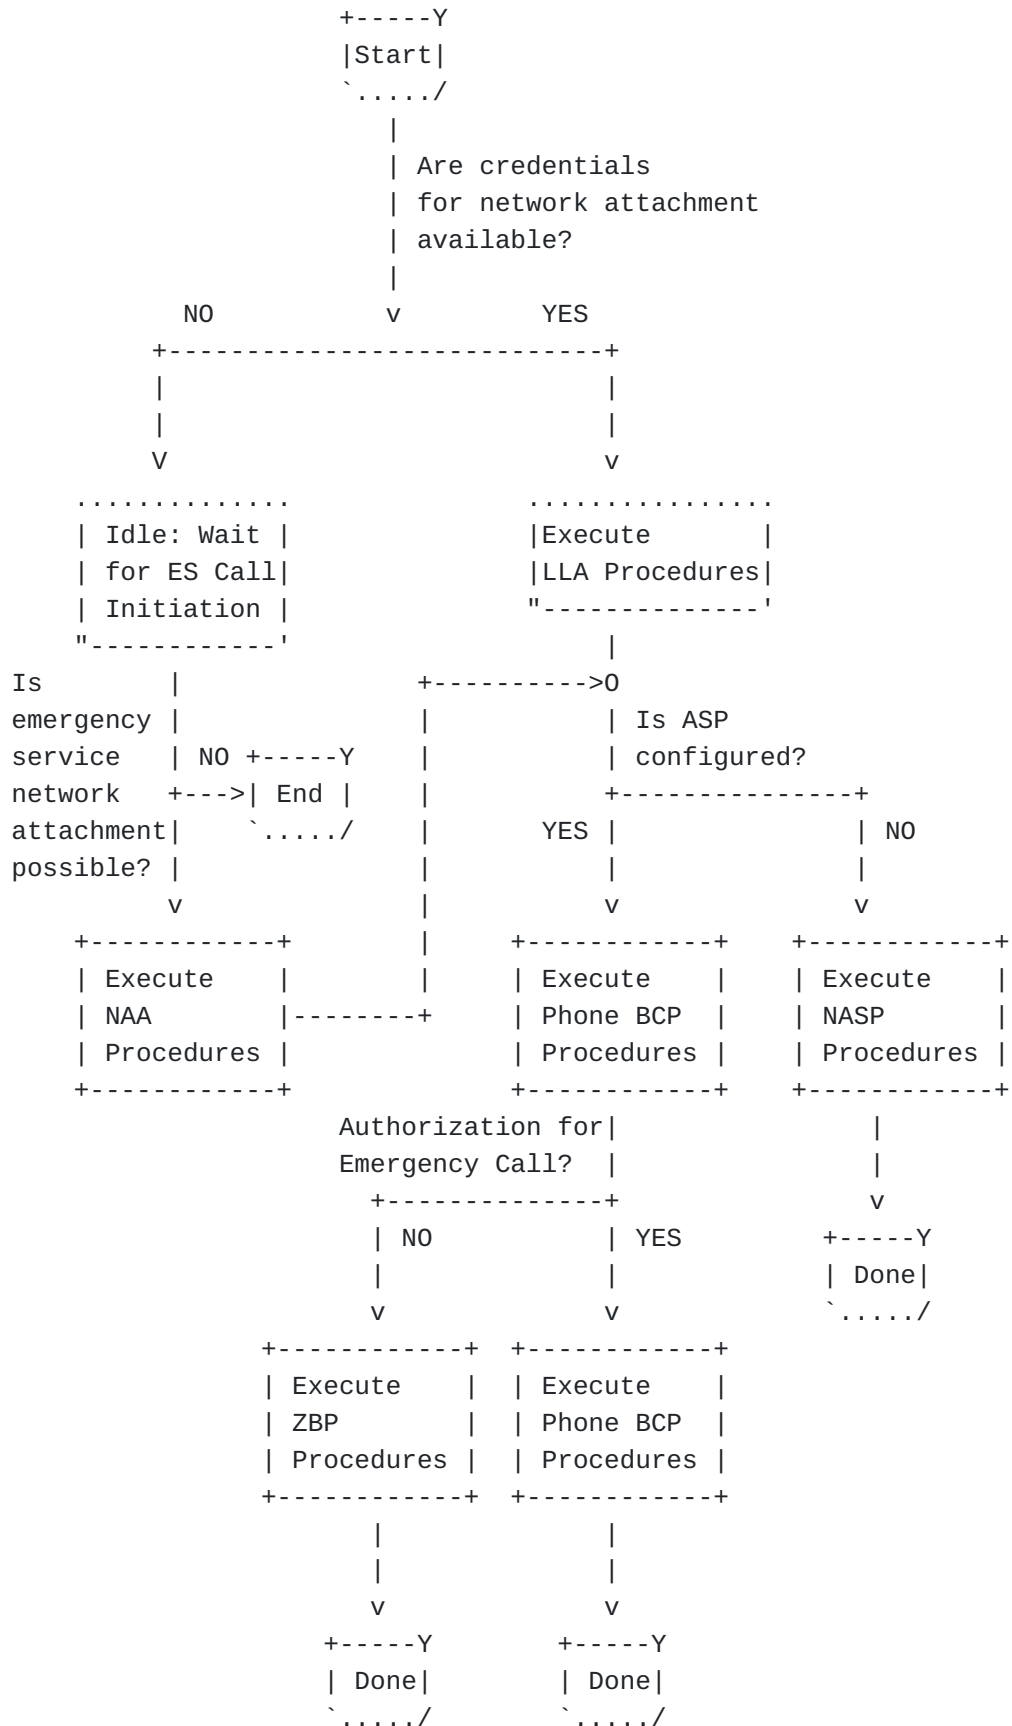 +-----Y
                     |Start|
                     `...../
                        |
                        | Are credentials
                        | for network attachment
                        | available?
                        |
           NO           v         YES
         +----------------------------+
         |                            |
         |                            |
         V                            v
    ..............               ................
    | Idle: Wait |               |Execute       |
    | for ES Call|               |LLA Procedures|
    | Initiation |               "--------------'
    "------------'                    |
Is        |               +---------->O
emergency |               |           | Is ASP
service   | NO +-----Y    |           | configured?
network   +--->| End |    |           +---------------+
attachment|    `...../    |       YES |               | NO
possible? |               |           |               |
          v               |           v               v
    +------------+        |     +------------+    +------------+
    | Execute    |        |     | Execute    |    | Execute    |
    | NAA        |--------+     | Phone BCP  |    | NASP       |
    | Procedures |              | Procedures |    | Procedures |
    +------------+              +------------+    +------------+
                     Authorization for|                |
                     Emergency Call?  |                |
                       +--------------+                v
                       | NO           | YES         +-----Y
                       |              |             | Done|
                       v              v             `...../
                +------------+  +------------+
                | Execute    |  | Execute    |
                | ZBP        |  | Phone BCP  |
                | Procedures |  | Procedures |
                +------------+  +------------+
                       |              |
                       |              |
                       v              v
                    +-----Y        +-----Y
                    | Done|        | Done|
                    `...../        `...../